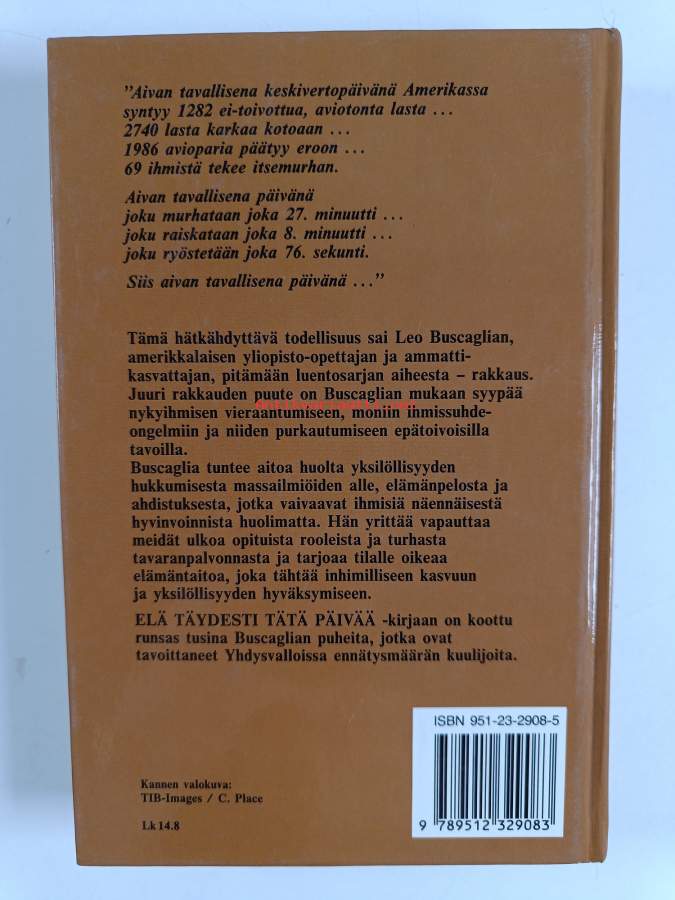 "Aivan tavallisena keskivertopäivänä Amerikassa
syntyy 1282 ei-toivottua, aviotonta lasta ...
2740 lasta karkaa kotoaan ...
1986 avioparia päätyy eroon ...
69 ihmistä tekee itsemurhan.
Aivan tavallisena päivänä
joku murhataan joka 27. minuutti ...
joku raiskataan joka 8. minuutti ...
joku ryöstetään joka 76. sekunti.
Siis aivan tavallisena päivänä ..."
Tämä hätkähdyttävä todellisuus sai Leo Buscaglian,
amerikkalaisen yliopisto-opettajan ja ammatti-
kasvattajan, pitämään luentosarjan aiheesta – rakkaus.
Juuri rakkauden puute on Buscaglian mukaan syypää
nykyihmisen vieraantumiseen, moniin ihmissuhde-
ongelmiin ja niiden purkautumiseen epätoivoisilla
tavoilla.
Buscaglia tuntee aitoa huolta yksilöllisyyden
hukkumisesta massailmiöiden alle, elämänpelosta ja
ahdistuksesta, jotka vaivaavat ihmisiä näennäisestä
hyvinvoinnista huolimatta. Hän yrittää vapauttaa
meidät ulkoa opituista rooleista ja turhasta
tavaranpalvonnasta ja tarjoaa tilalle oikeaa
elämäntaitoa, joka tähtää inhimilliseen kasvuun
ja yksilöllisyyden hyväksymiseen.
ELÄ TÄYDESTI TÄTÄ PÄIVÄÄ -kirjaan on koottu
runsas tusina Buscaglian puheita, jotka ovat
tavoittaneet Yhdysvalloissa ennätysmäärän kuulijoita.
ISBN 951-23-2908-5
9 789512 329083
Kannen valokuva:
TIB-Images / C. Place
Lk 14.8